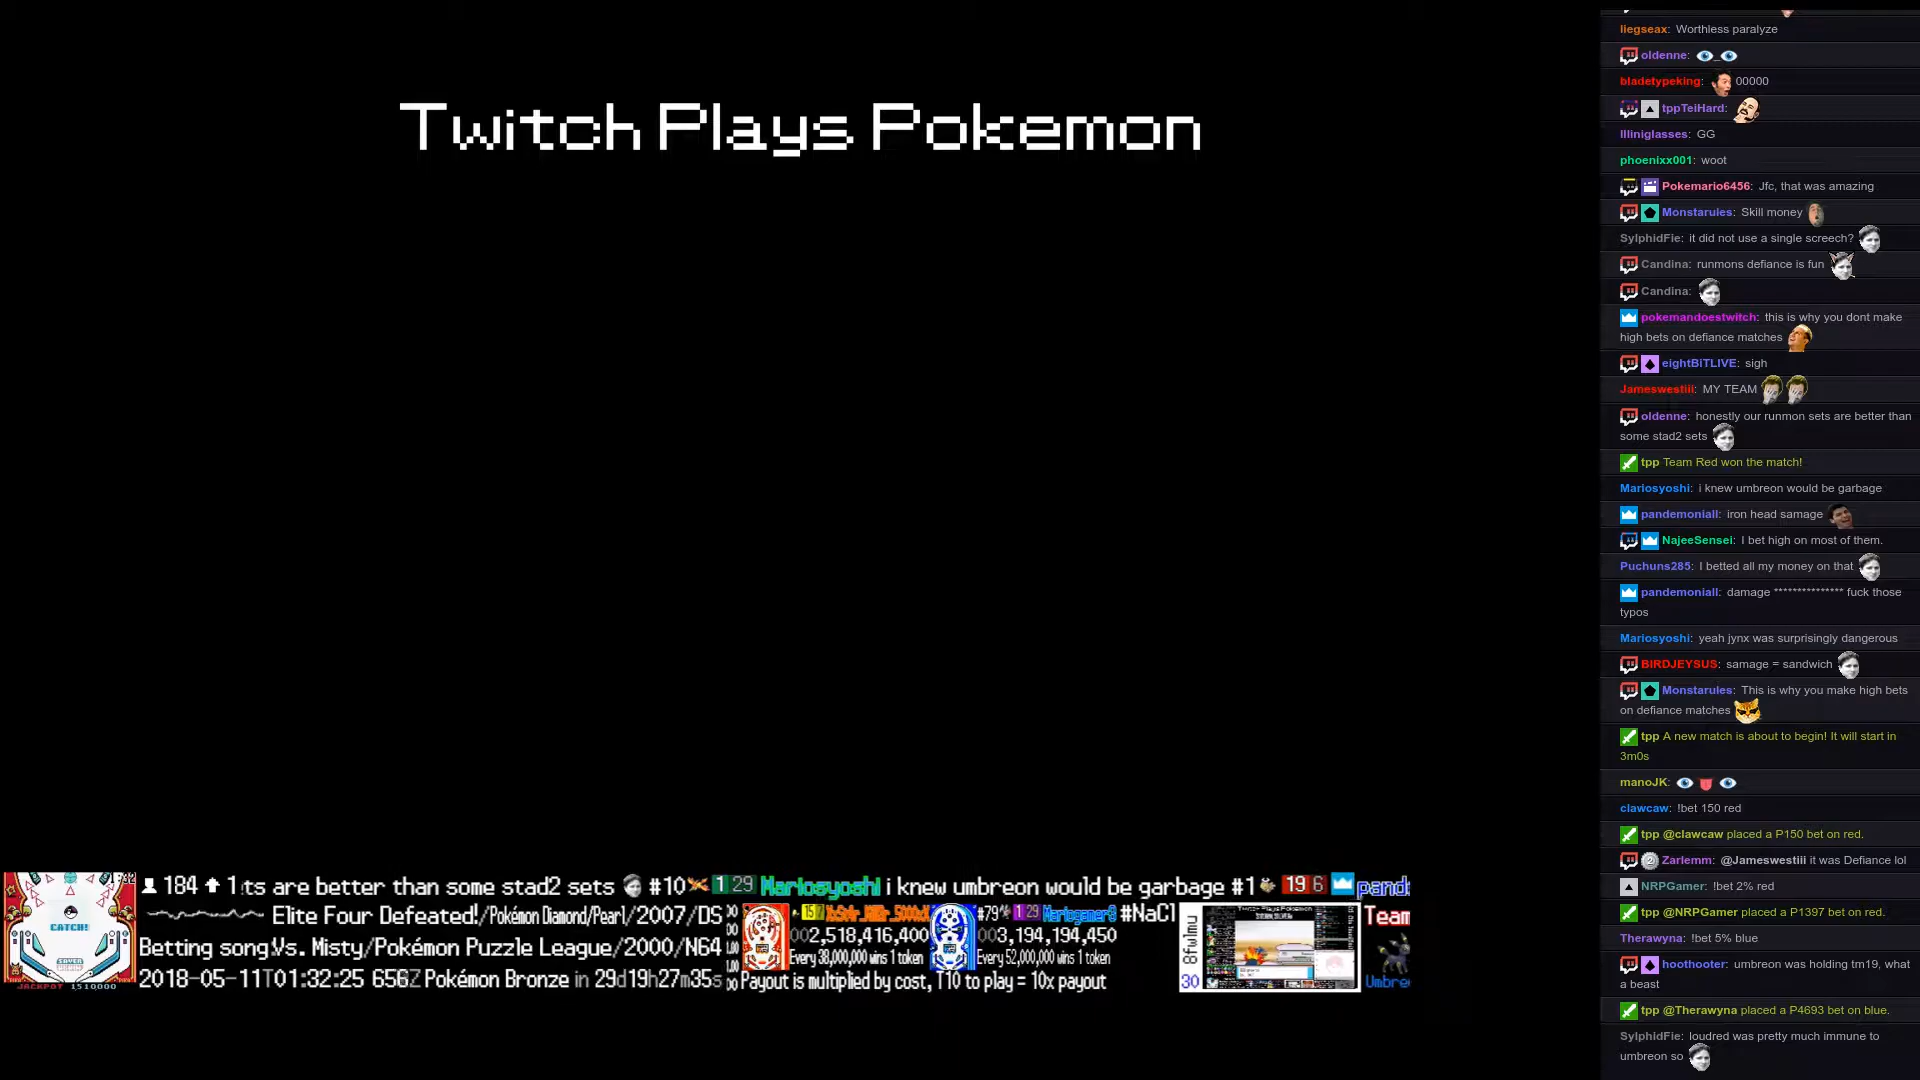 Twitch Plays Pokemon
liegseax: Worthless paralyze
oldenne:
bladetypeking: 00000
tppTeiHard:
Illiniglasses: GG
phoenixx001: woot
Pokemario6456: Jfc, that was amazing
Monstarules: Skill money
SylphidFie: it did not use a single screech?
Candina: runmons defiance is fun
Candina:
pokemandoestwitch: this is why you dont make
high bets on defiance matches
eightBitLIVE: sigh
Jameswestiii: MY TEAM
oldenne: honestly our runmon sets are better than
some stad2 sets
tpp Team Red won the match!
Mariosyoshi: i knew umbreon would be garbage
pandemoniall: iron head samage
NajeeSensei: I bet high on most of them.
Puchuns285: I betted all my money on that
pandemoniall: damage *************** fuck those
typos
Mariosyoshi: yeah jynx was surprisingly dangerous
BIRDJEYSUS: samage = sandwich
Monstarules: This is why you make high bets
on defiance matches
tpp A new match is about to begin! It will start in
3m0s
manoJK:
clawcaw: !bet 150 red
tpp @clawcaw placed a P150 bet on red.
Zarlemm: @Jameswestiii it was Defiance lol
NRPGamer: !bet 2% red
tpp @NRPGamer placed a P1397 bet on red.
Therawyna: !bet 5% blue
hoothooter: umbreon was holding tm19, what
a beast
tpp @Therawyna placed a P4693 bet on blue.
SylphidFie: loudred was pretty much immune to
umbreon so
184 1 ts are better than some stad2 sets #10 1 29 Mariosyoshi i knew umbreon would be garbage #1 19 6 pand
Elite Four Defeated!/Pokémon Diamond/Pearl/2007/DS
Betting song: Vs. Misty/Pokémon Puzzle League/2000/N64
2018-05-11T01:32:25 Pokémon Bronze in 29d19h27m35s
CATCH!
JACKPOT 1510000
002,518,416,400
Every 38,000,000 wins 1 token
#79 1 29 Mariogamer8 #NaCl
003,194,194,450
Every 52,000,000 wins 1 token
Payout is multiplied by cost, T10 to play = 10x payout
30
Team
Umbre